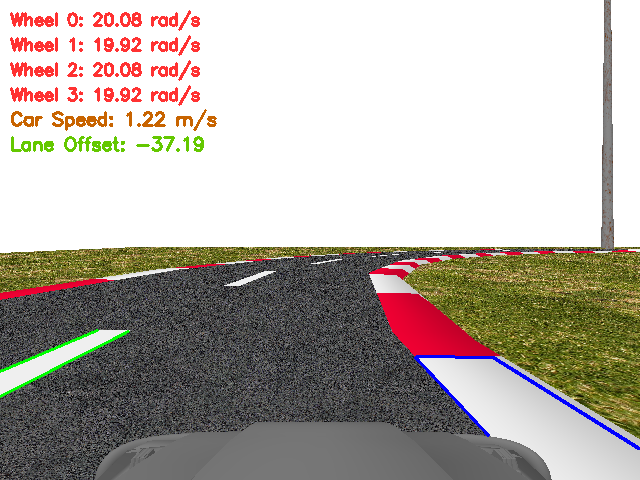 Wheel 0: 20.08 rad/s
Wheel 1: 19.92 rad/s
Wheel 2: 20.08 rad/s
Wheel 3: 19.92 rad/s
Car Speed: 1.22 m/s
Lane Offset: -37.19